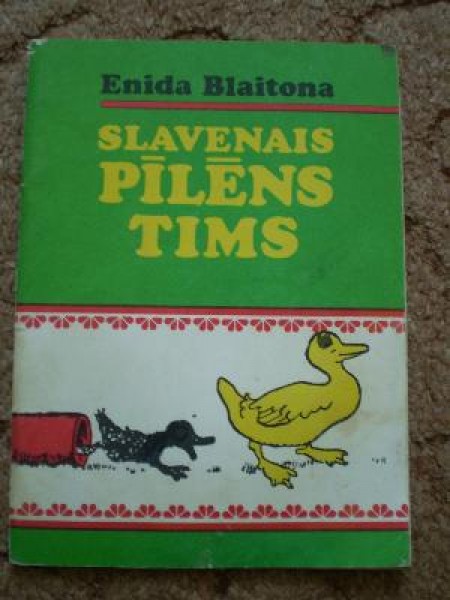 Enida Blaitona
SLAVENAIS
PĪLĒNS
TIMS